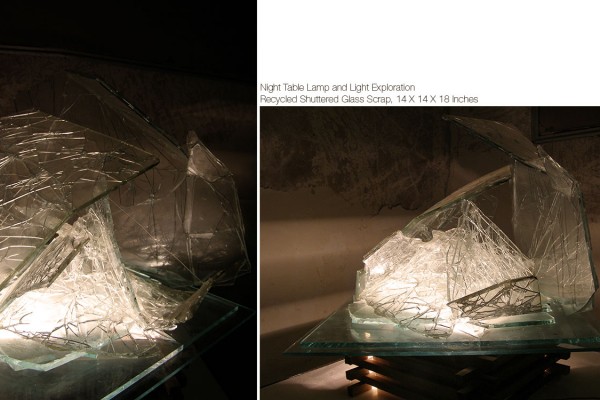 Night Table Lamp and Light Exploration
Recycled Shuttered Glass Scrap, 14 X 14 X 18 Inches